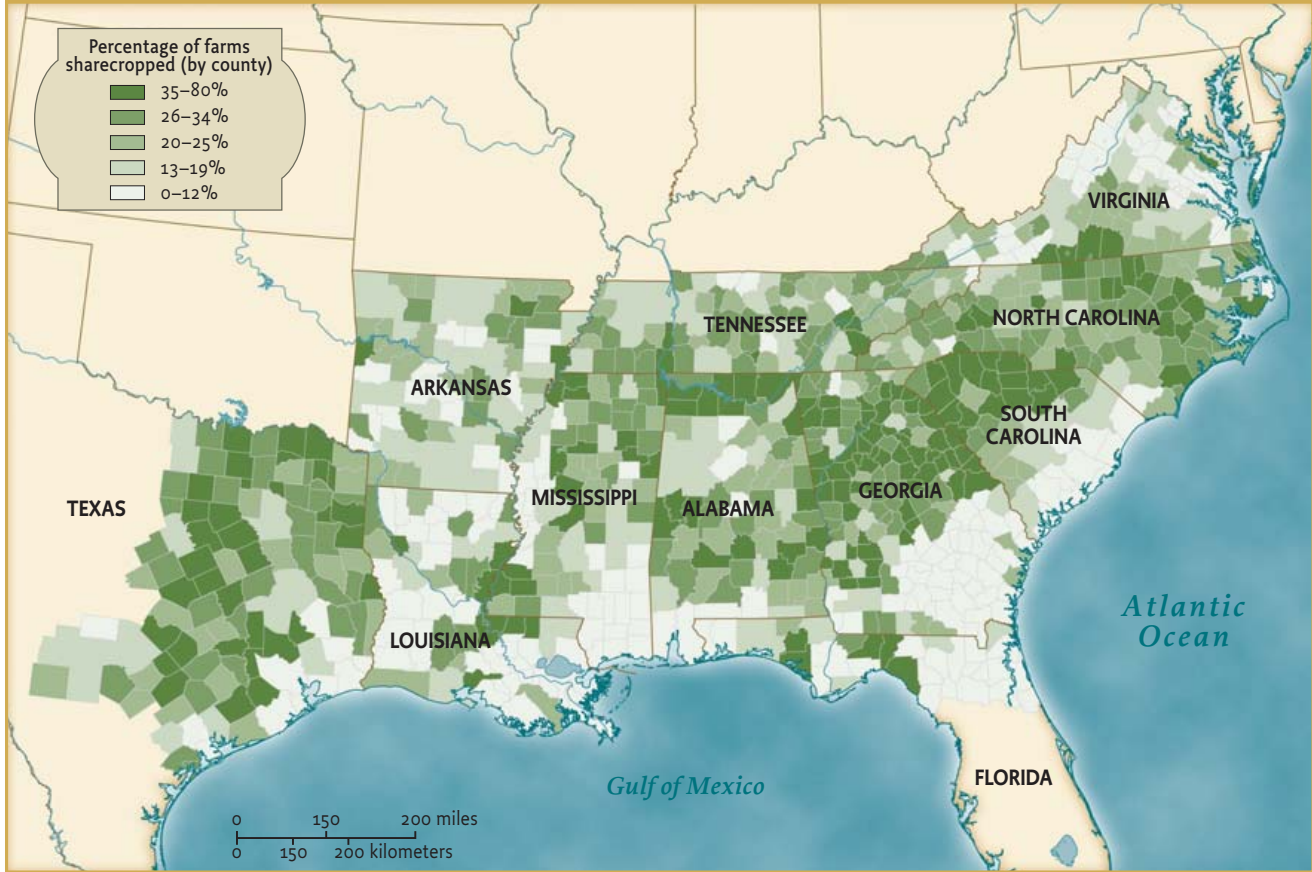 Percentage of farms
sharecropped (by county)
35–80%
26–34%
20–25%
13–19%
0–12%
VIRGINIA
TENNESSEE
NORTH CAROLINA
ARKANSAS
SOUTH
CAROLINA
TEXAS
MISSISSIPPI
ALABAMA
GEORGIA
LOUISIANA
Atlantic
Ocean
FLORIDA
Gulf of Mexico
0 150 200 miles
0 150 200 kilometers